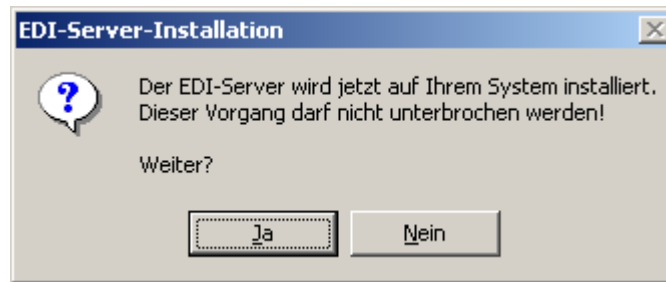 EDI-Server-Installation
Der EDI-Server wird jetzt auf Ihrem System installiert.
Dieser Vorgang darf nicht unterbrochen werden!
Weiter?
Ja
Nein